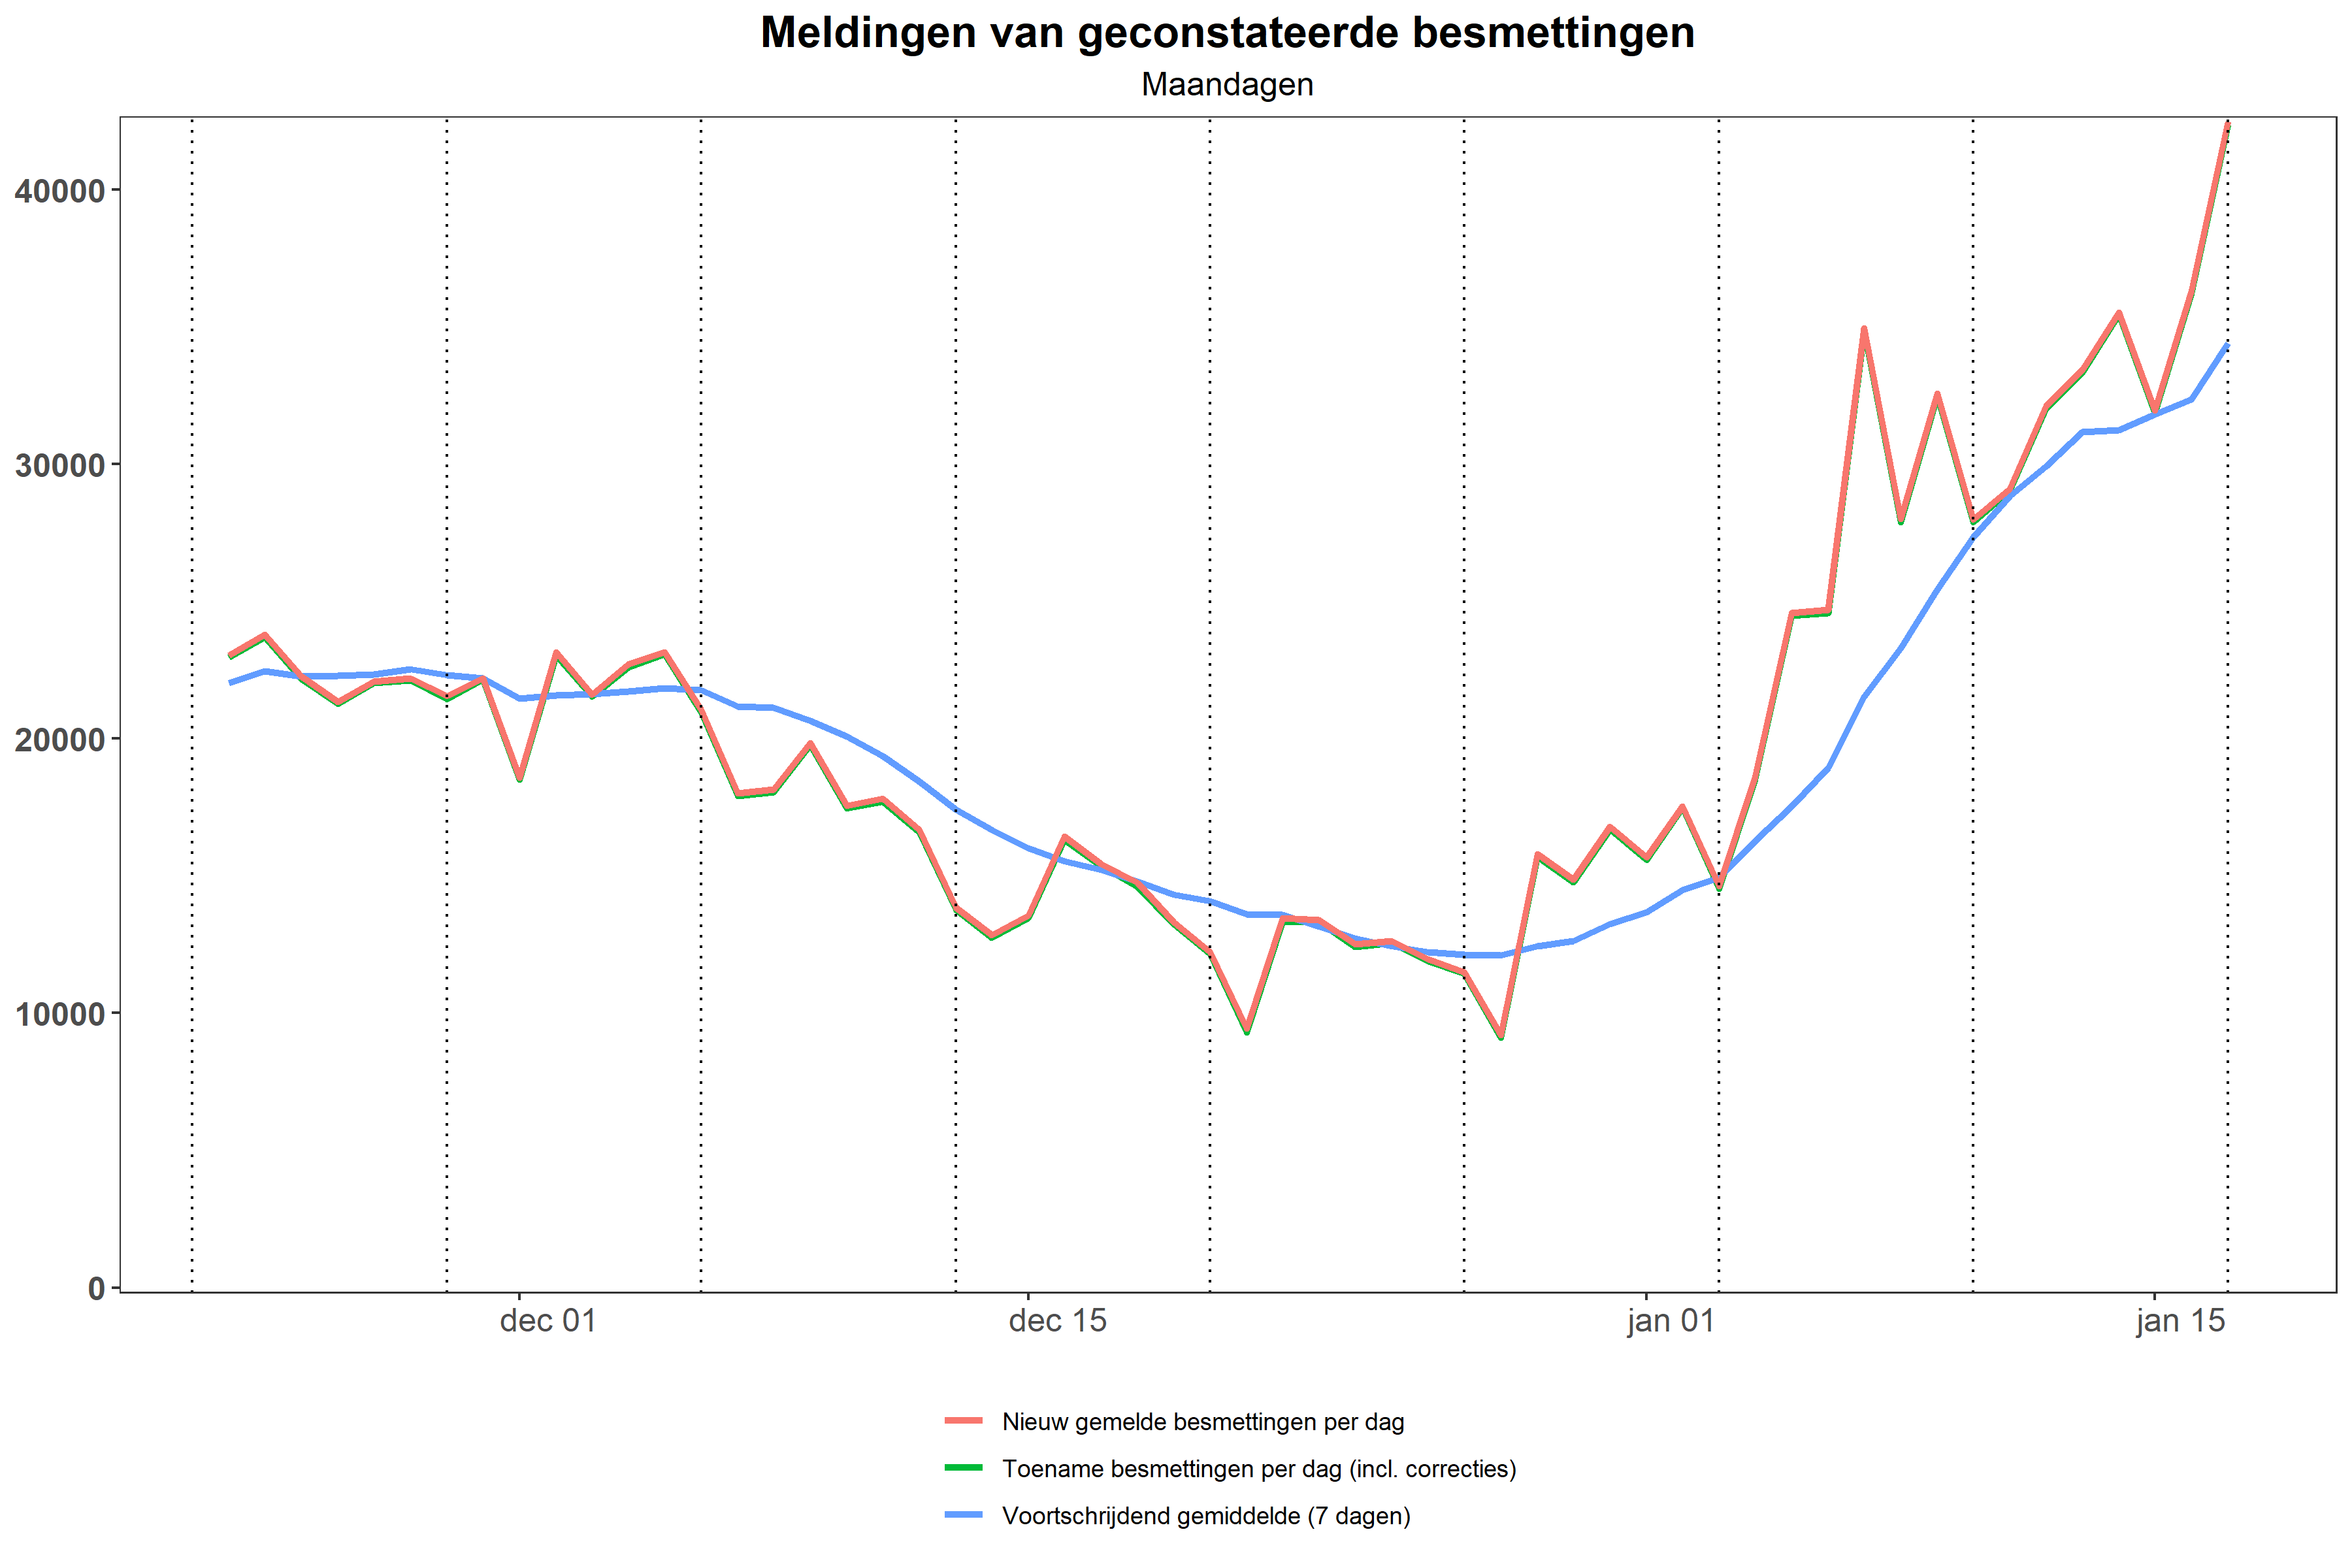 Meldingen van geconstateerde besmettingen
Maandagen
40000
30000
20000
10000
0
dec 01
dec 15
jan 01
jan 15
Nieuw gemelde besmettingen per dag
Toename besmettingen per dag (incl. correcties)
Voortschrijdend gemiddelde (7 dagen)